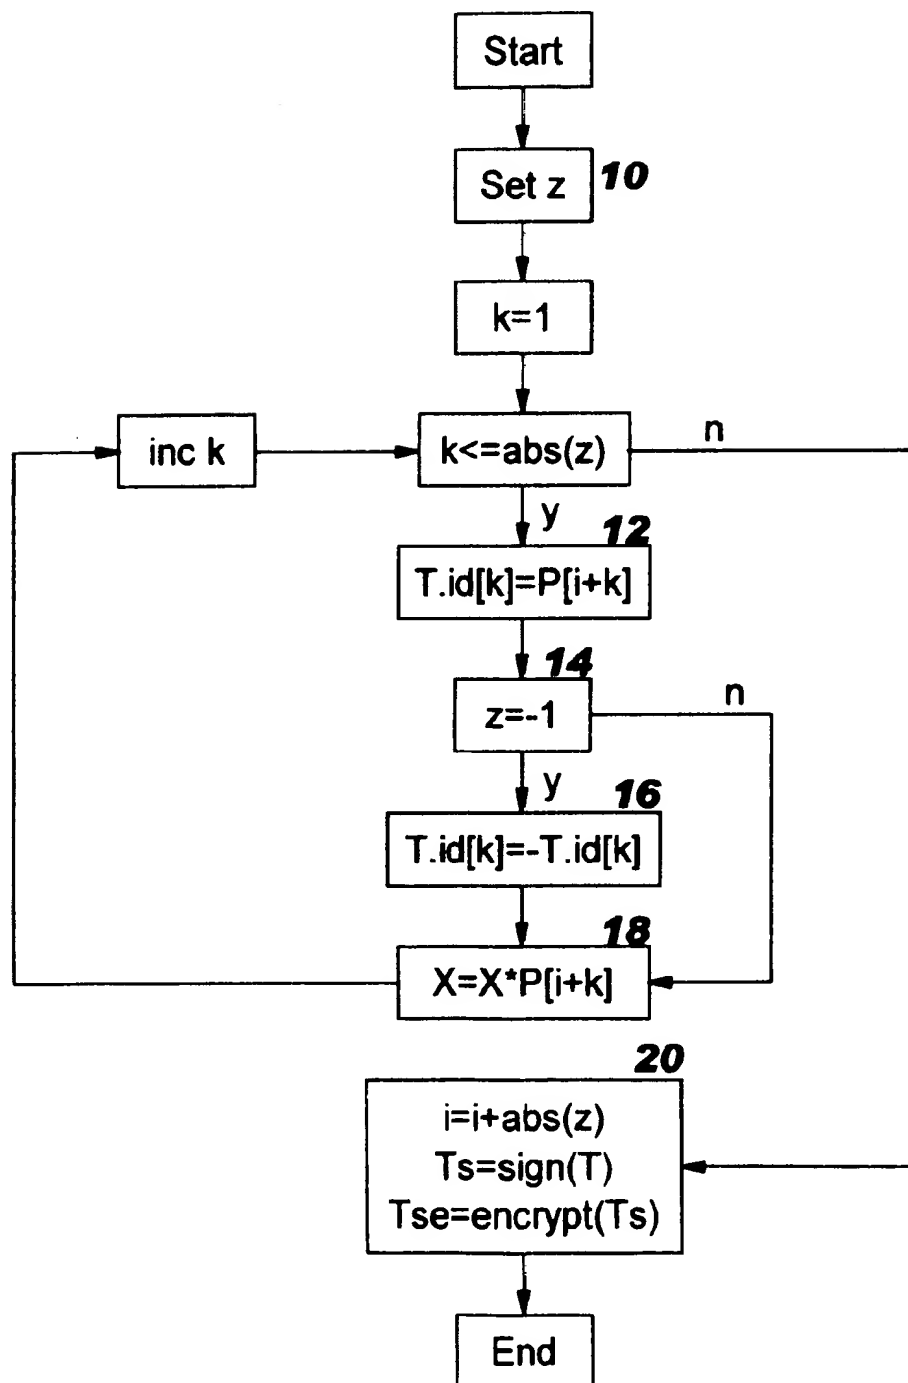 Start
Set z
10
k=1
inc k
k<=abs(z)
n
y
12
T.id[k]=P[i+k]
14
z=-1
n
y
16
T.id[k]=-T.id[k]
18
X=X*P[i+k]
20
i=i+abs(z)
Ts=sign(T)
Tse=encrypt(Ts)
End